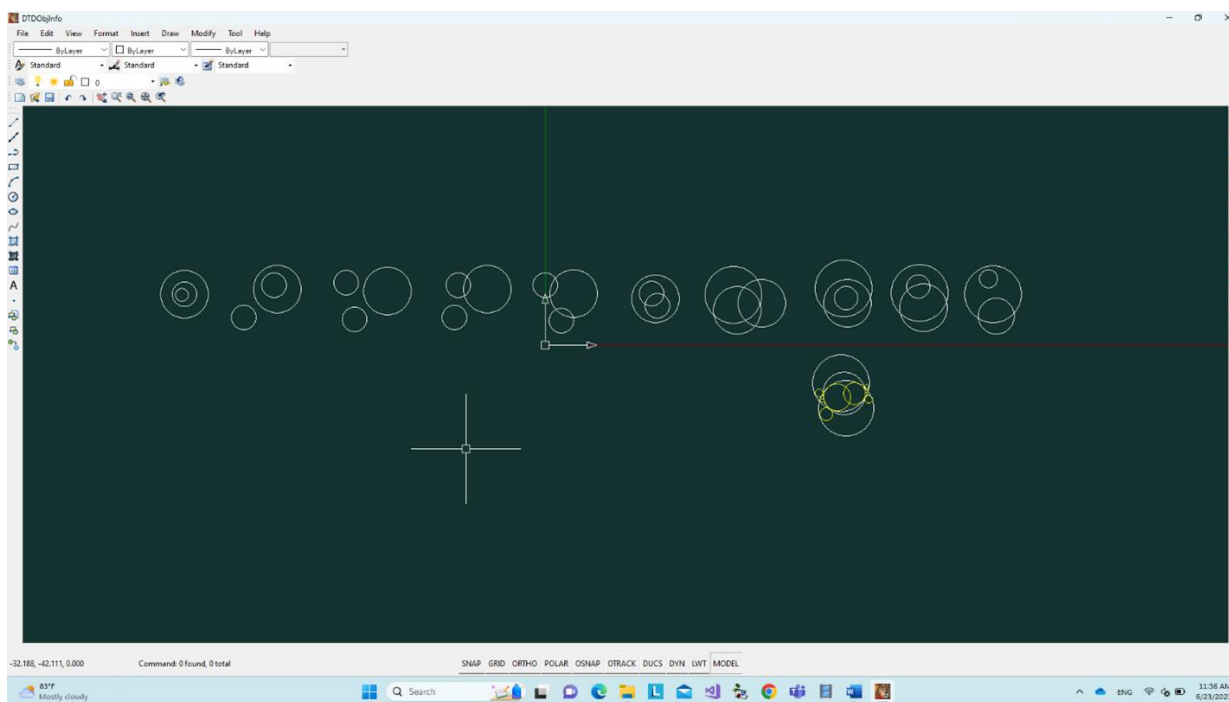 DTDObjInfo
File Edit View Format Insert Draw Modify Tool Help
ByLayer ByLayer ByLayer
Standard Standard Standard
0
A
-32.188, -42.111, 0.000 Command: 0 found, 0 total SNAP GRID ORTHO POLAR OSNAP OTRACK DUCS DYN LWT MODEL
83°F
Mostly cloudy
Search
ENG
11:36 AM